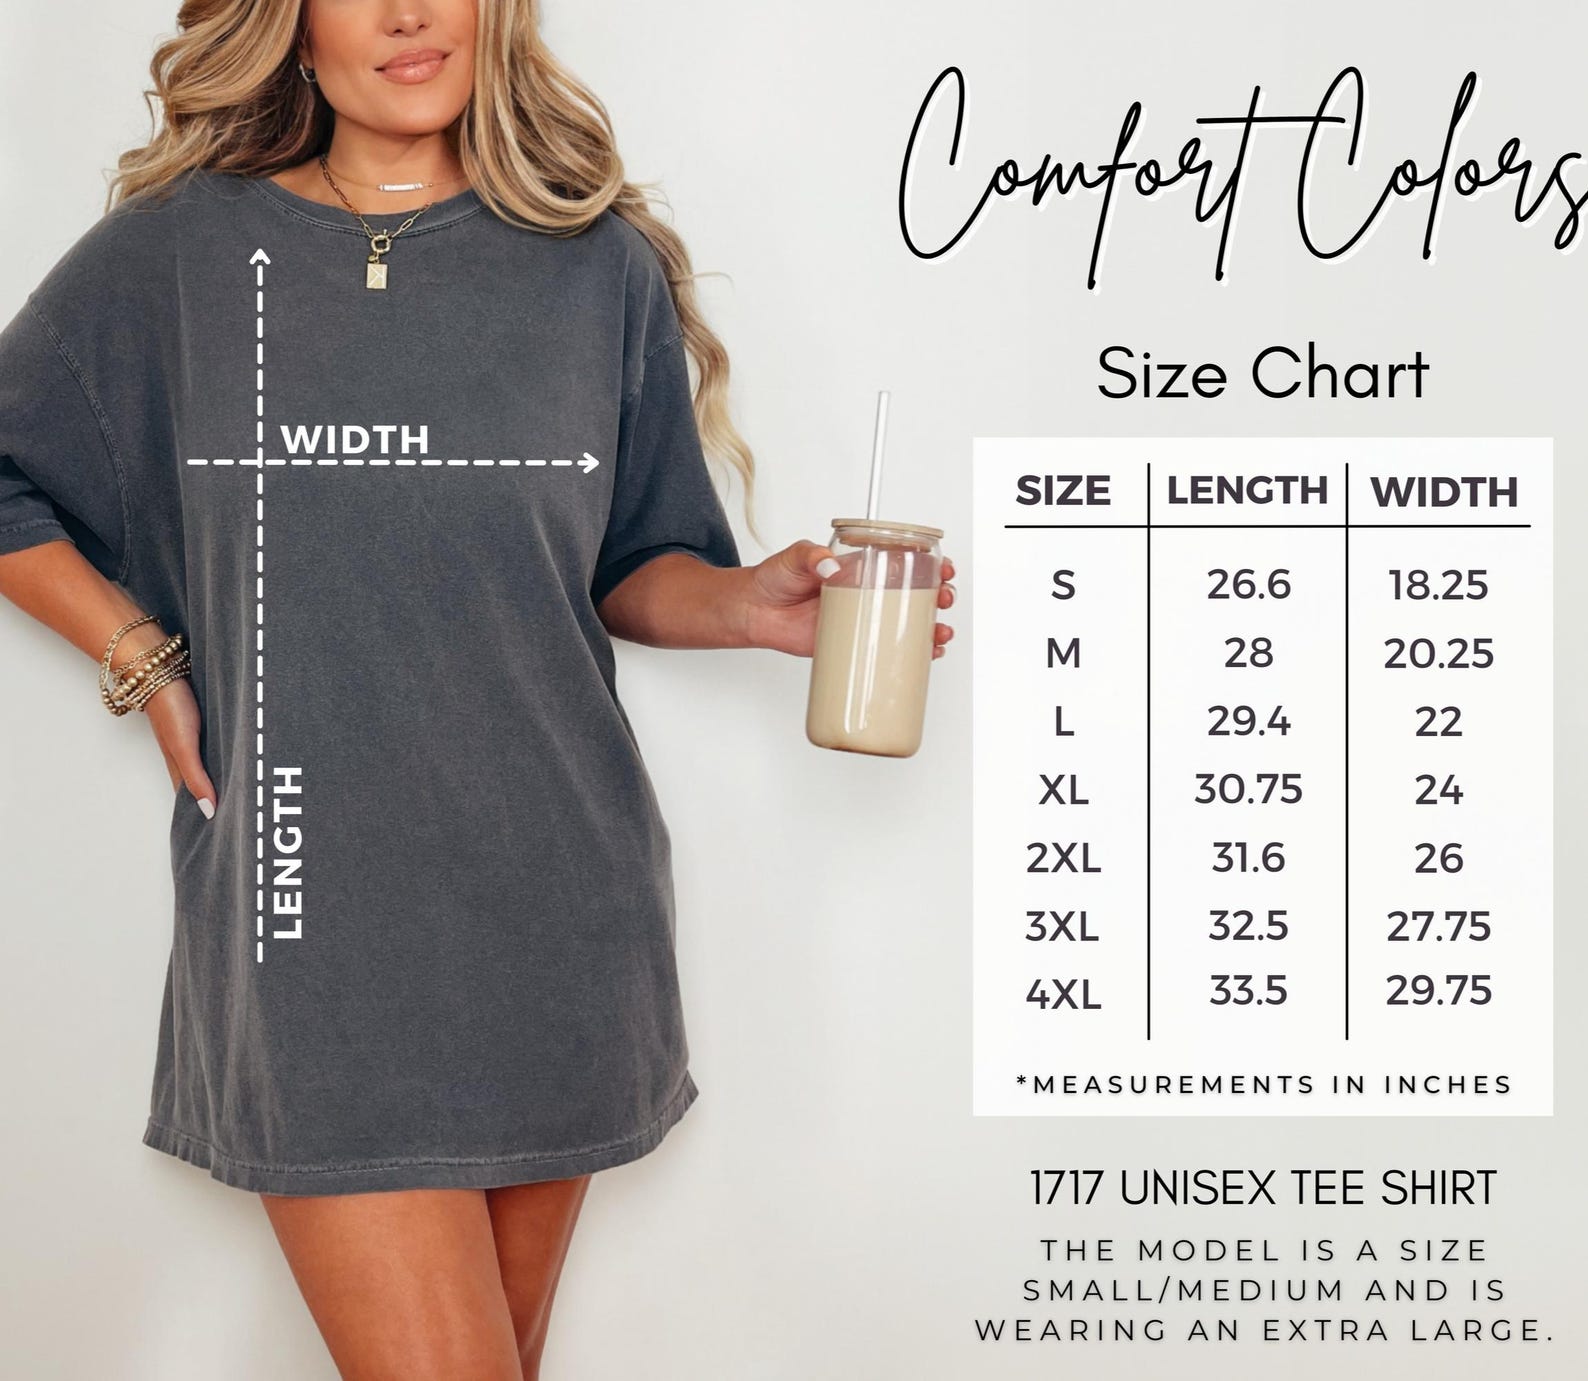 Comfort Colors
Size Chart
WIDTH
LENGTH
SIZE LENGTH WIDTH
S 26.6 18.25
M 28 20.25
L 29.4 22
XL 30.75 24
2XL 31.6 26
3XL 32.5 27.75
4XL 33.5 29.75
*MEASUREMENTS IN INCHES
1717 UNISEX TEE SHIRT
THE MODEL IS A SIZE
SMALL/MEDIUM AND IS
WEARING AN EXTRA LARGE.